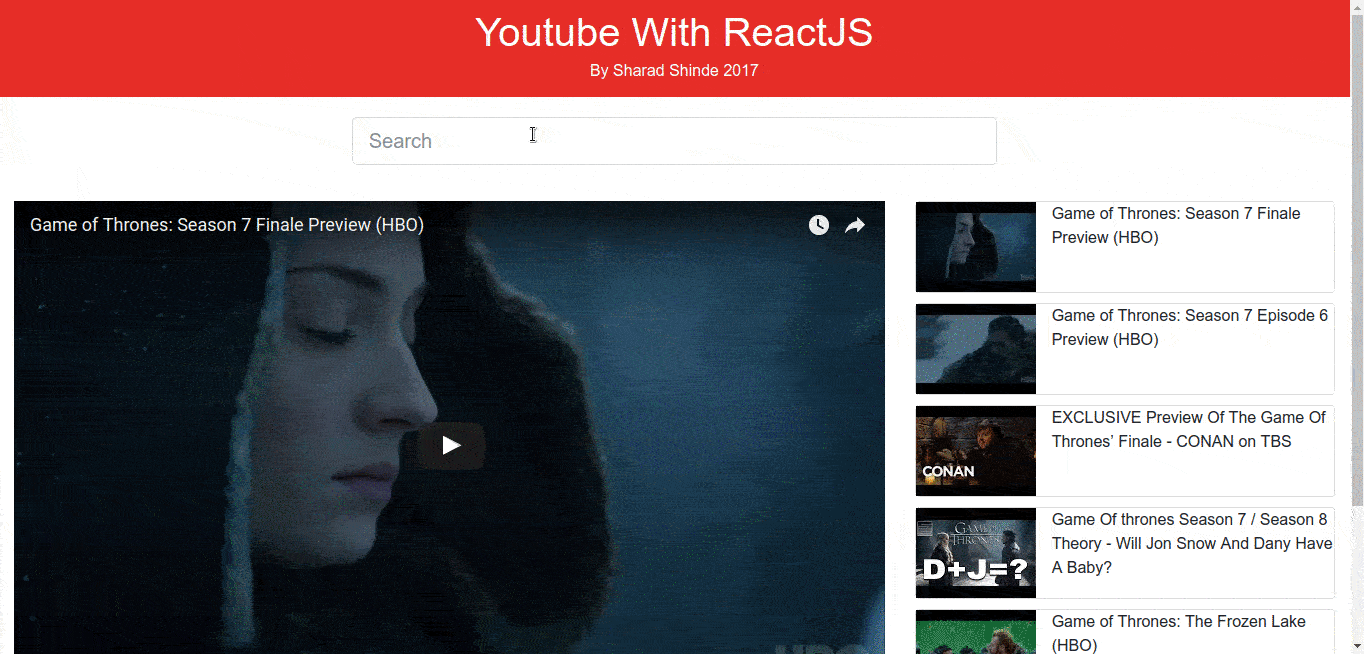 Youtube With ReactJS
By Sharad Shinde 2017
Search
Game of Thrones: Season 7 Finale Preview (HBO)
Game of Thrones: Season 7 Finale
Preview (HBO)
Game of Thrones: Season 7 Episode 6
Preview (HBO)
EXCLUSIVE Preview Of The Game Of
Thrones’ Finale - CONAN on TBS
CONAN
Game Of thrones Season 7 / Season 8
Theory - Will Jon Snow And Dany Have
A Baby?
GAME OF
THRONES
D+J=?
Game of Thrones: The Frozen Lake
(HBO)
HBO